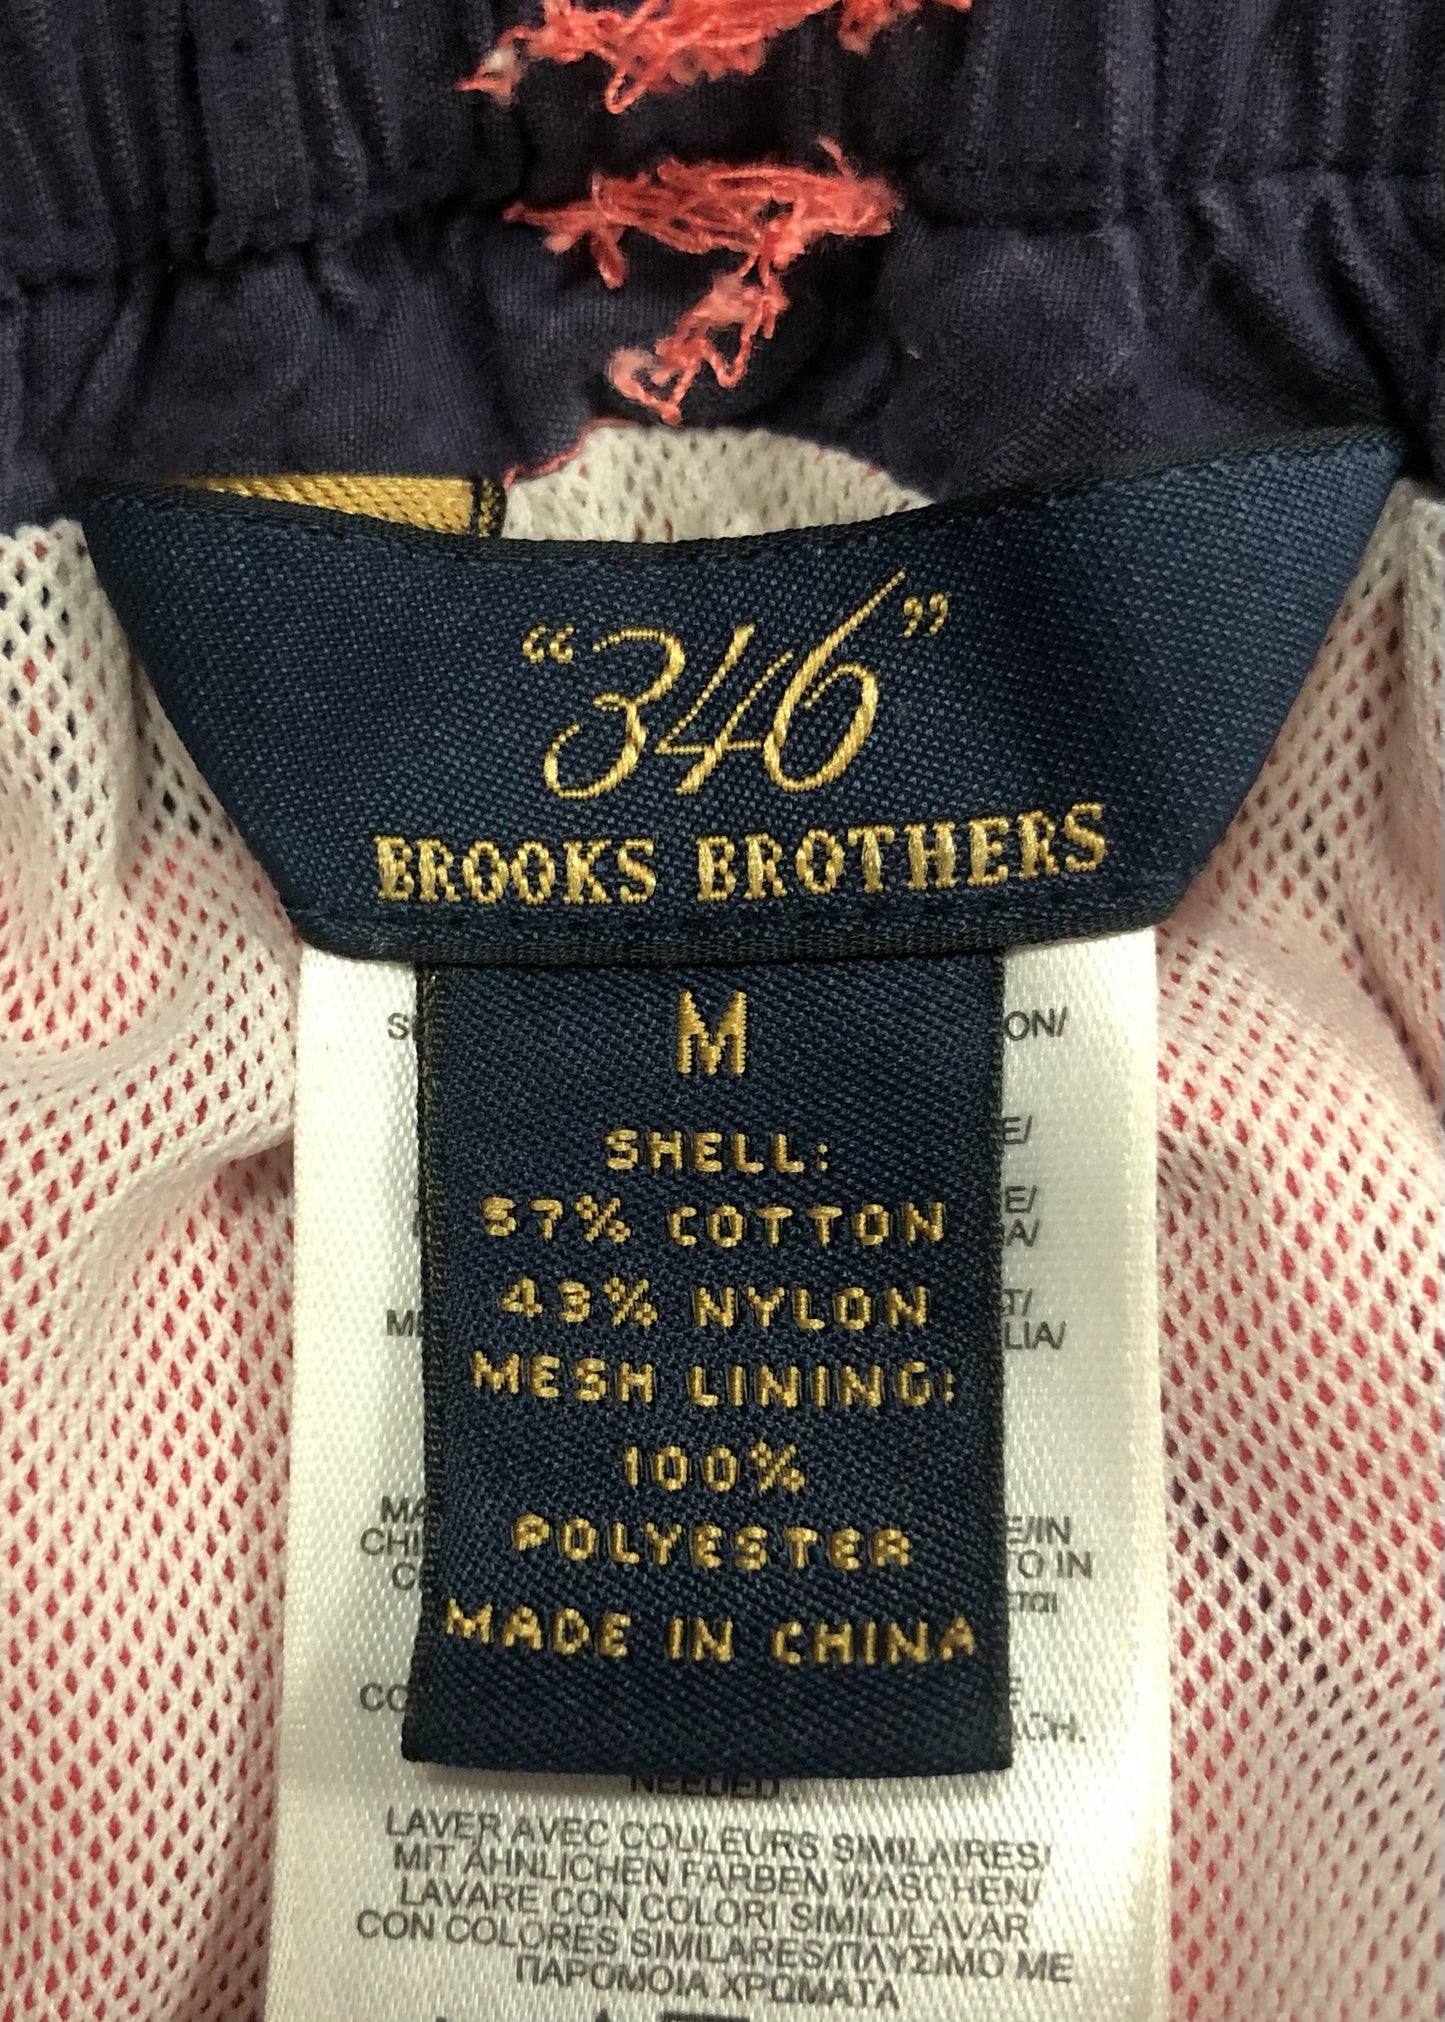 “346”
BROOKS BROTHERS
M
SHELL:
57% COTTON
43% NYLON
MESH LINING:
100%
POLYESTER
MADE IN CHINA
NEEDED.
LAVER AVEC COULEURS SIMILAIRES/
MIT ÄHNLICHEN FARBEN WASCHEN/
LAVARE CON COLORI SIMILI/LAVAR
CON COLORES SIMILARES/ΠΛΥΣΙΜΟ ΜΕ
ΠΑΡΟΜΟΙΑ ΧΡΩΜΑΤΑ